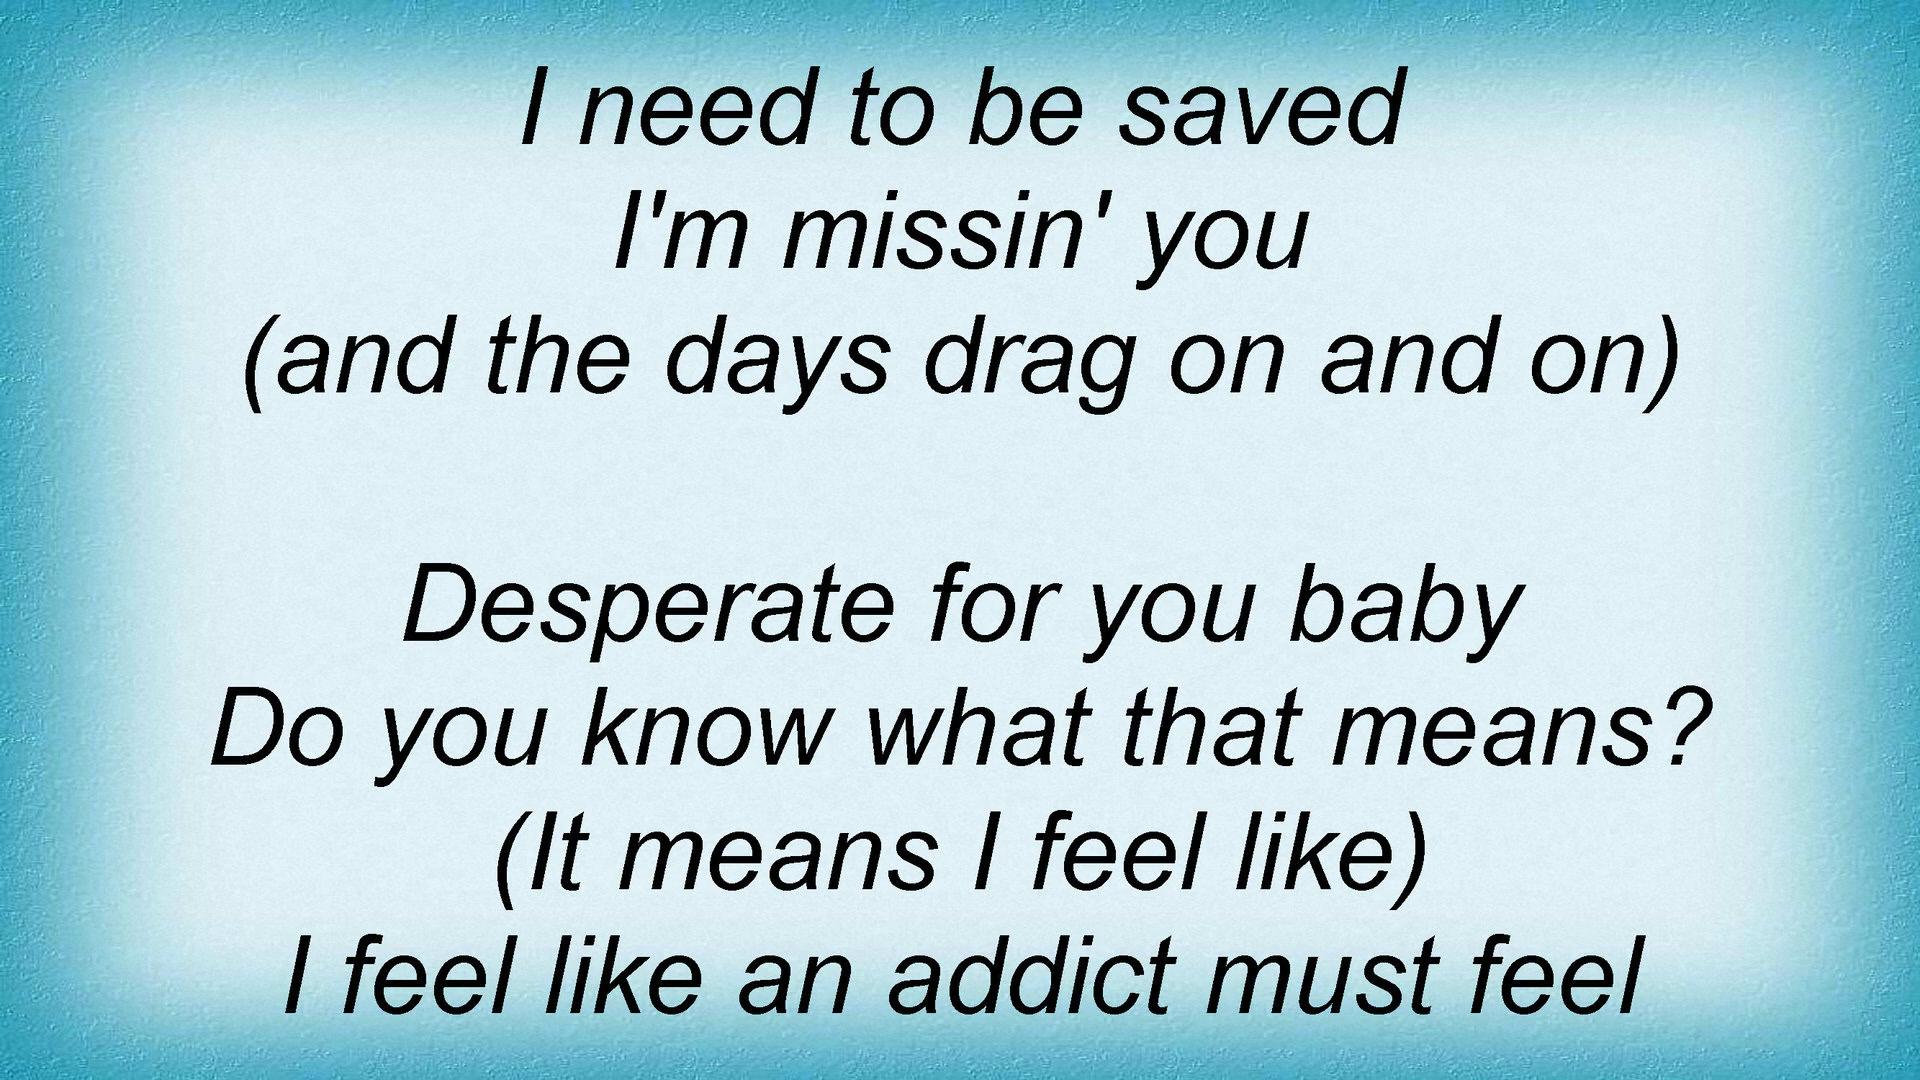 I need to be saved
I'm missin' you
(and the days drag on and on)
Desperate for you baby
Do you know what that means?
(It means I feel like)
I feel like an addict must feel